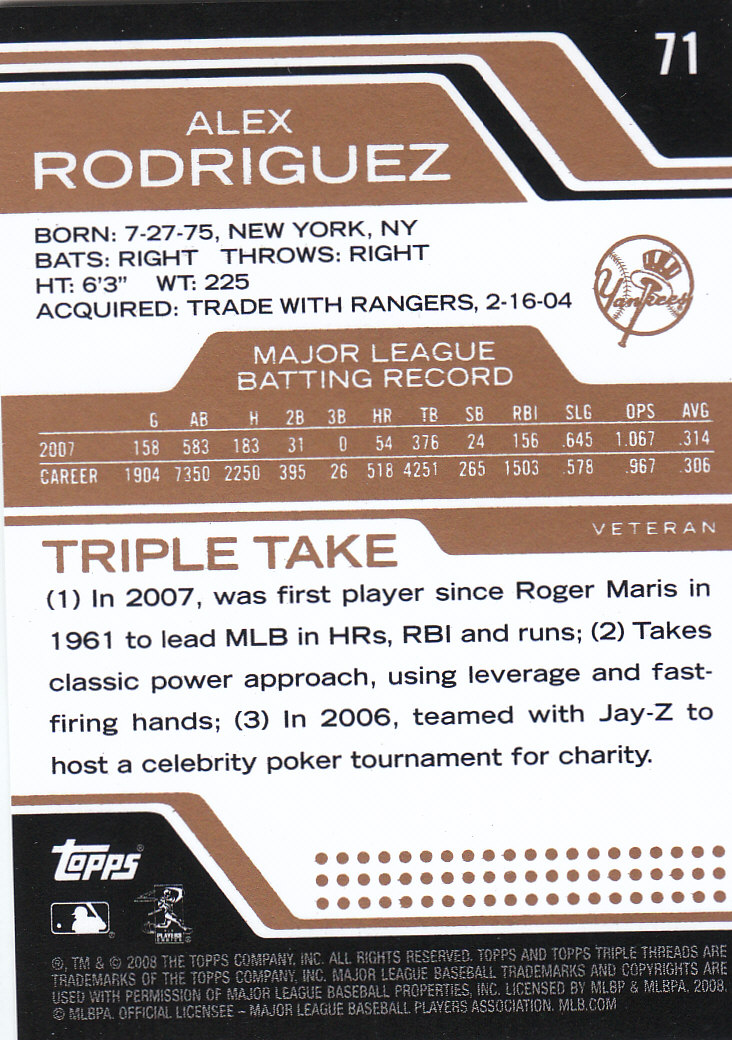 71
ALEX
RODRIGUEZ
BORN: 7-27-75, NEW YORK, NY
BATS: RIGHT THROWS: RIGHT
HT: 6'3” WT: 225
ACQUIRED: TRADE WITH RANGERS, 2-16-04
Yankees
MAJOR LEAGUE
BATTING RECORD
G AB H 2B 3B HR TB SB RBI SLG OPS AVG
2007 158 583 183 31 0 54 376 24 156 .645 1.067 .314
CAREER 1904 7350 2250 395 26 518 4251 265 1503 .578 .967 .306
VETERAN
TRIPLE TAKE
(1) In 2007, was first player since Roger Maris in
1961 to lead MLB in HRs, RBI and runs; (2) Takes
classic power approach, using leverage and fast-
firing hands; (3) In 2006, teamed with Jay-Z to
host a celebrity poker tournament for charity.
Topps®
PLAYERS
CHOICE
®, TM & © 2008 THE TOPPS COMPANY, INC. ALL RIGHTS RESERVED. TOPPS AND TOPPS TRIPLE THREADS ARE
TRADEMARKS OF THE TOPPS COMPANY, INC. MAJOR LEAGUE BASEBALL TRADEMARKS AND COPYRIGHTS ARE
USED WITH PERMISSION OF MAJOR LEAGUE BASEBALL PROPERTIES, INC. LICENSED BY MLBP & MLBPA. 2008.
© MLBPA. OFFICIAL LICENSEE – MAJOR LEAGUE BASEBALL PLAYERS ASSOCIATION. MLB.COM